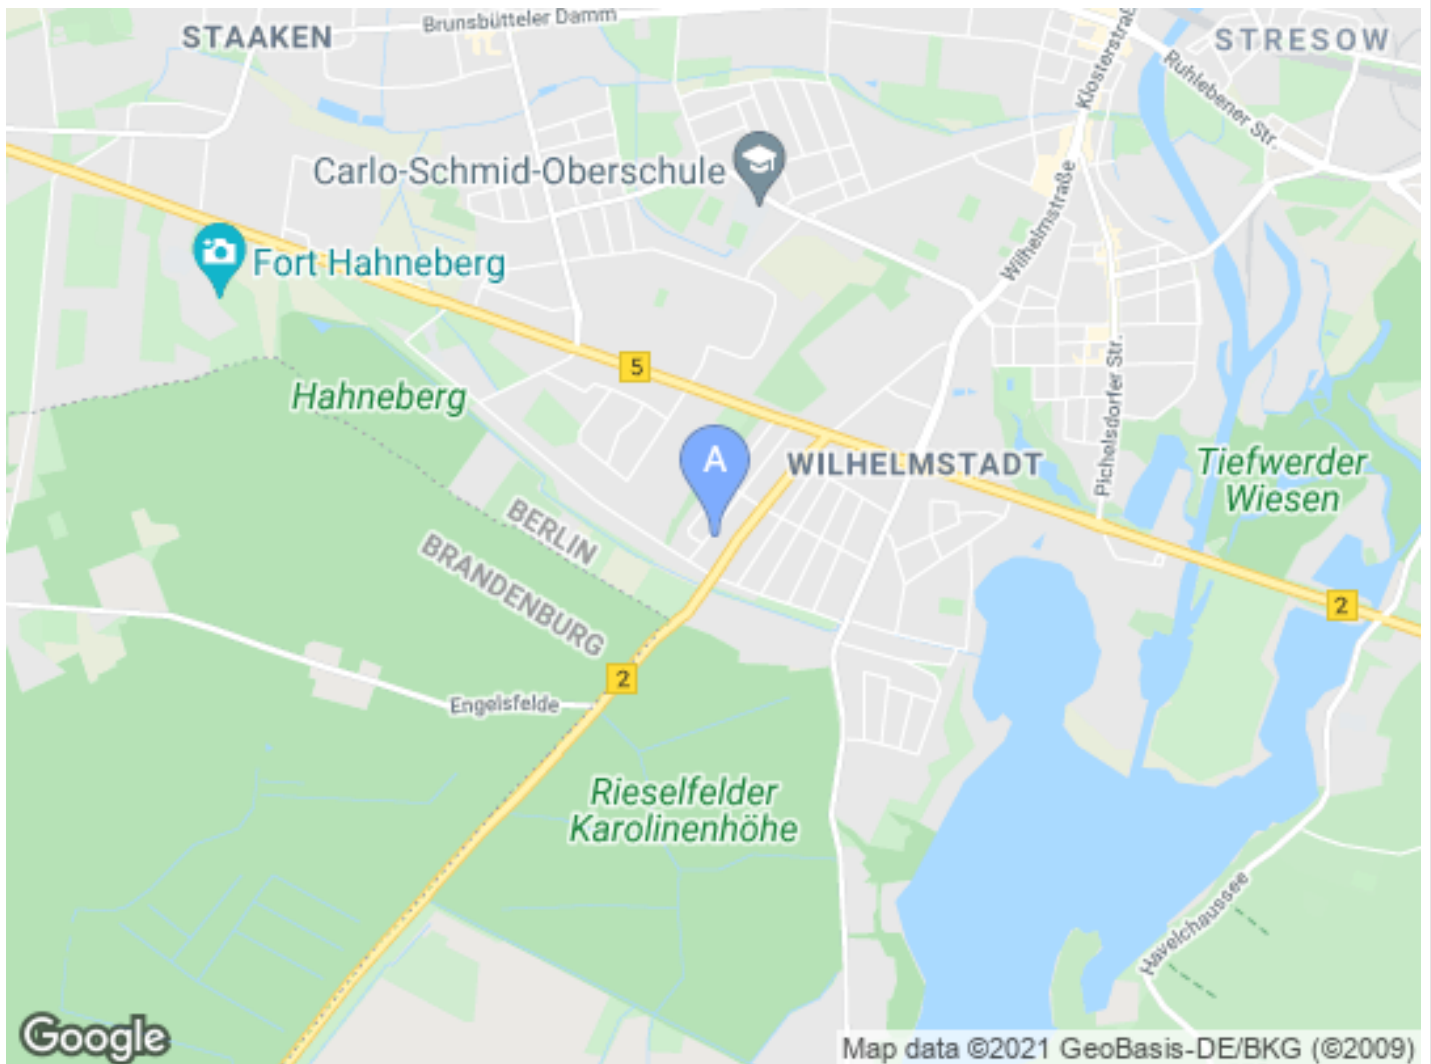 Brunsbütteler Damm
STAAKEN
STRESOW
Klosterstraße
Ruhlebener Str.
Carlo-Schmid-Oberschule
Wilhelmstraße
Fort Hahneberg
5
Hahneberg
Pichelsdorfer Str.
A
WILHELMSTADT
Tiefwerder
Wiesen
BERLIN
BRANDENBURG
2
2
Engelsfelde
Rieselfelder
Karolinenhöhe
Havelchaussee
Google
Map data ©2021 GeoBasis-DE/BKG (©2009)